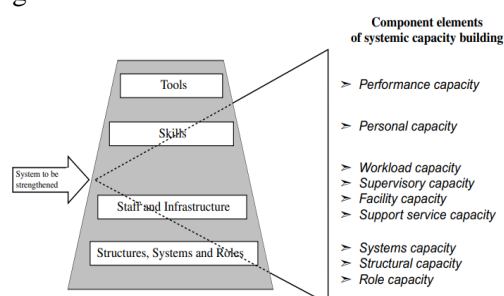 Component elements
of systemic capacity building
Tools
➣ Performance capacity
Skills
➣ Personal capacity
System to be
strengthened
➣ Workload capacity
➣ Supervisory capacity
➣ Facility capacity
➣ Support service capacity
Staff and Infrastructure
Structures, Systems and Roles
➣ Systems capacity
➣ Structural capacity
➣ Role capacity